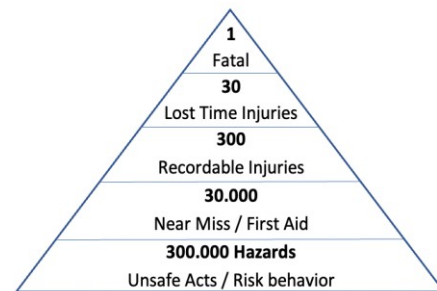 1
Fatal
30
Lost Time Injuries
300
Recordable Injuries
30.000
Near Miss / First Aid
300.000 Hazards
Unsafe Acts / Risk behavior